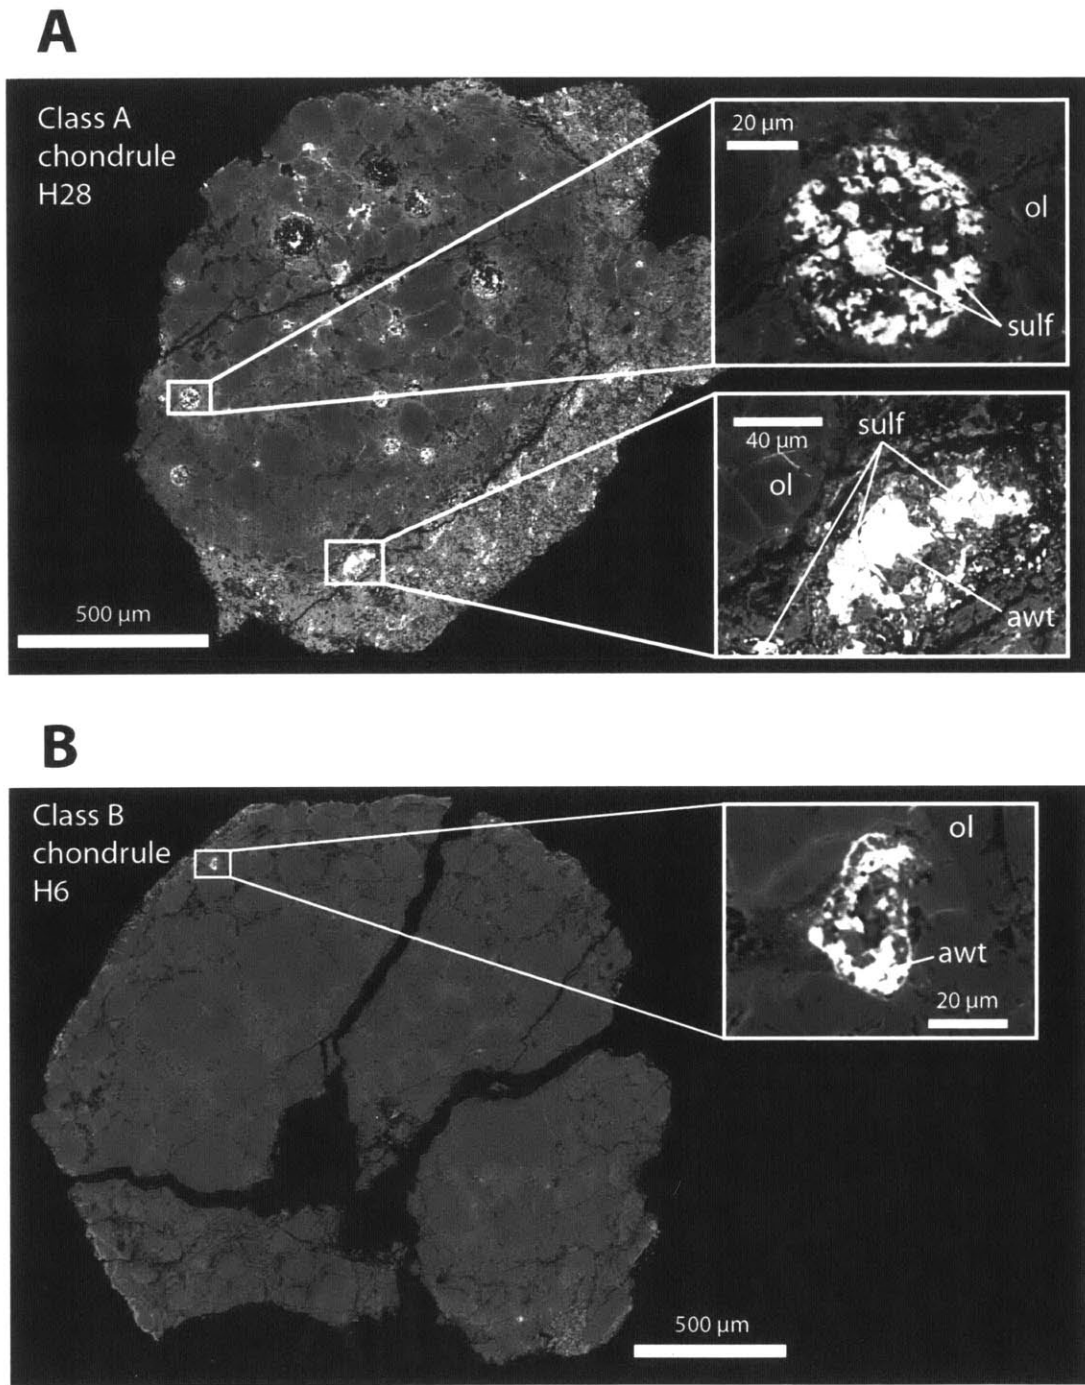 A
Class A
chondrule
H28
500 µm
20 µm
ol
sulf
40 µm
sulf
ol
awt
B
Class B
chondrule
H6
500 µm
ol
awt
20 µm